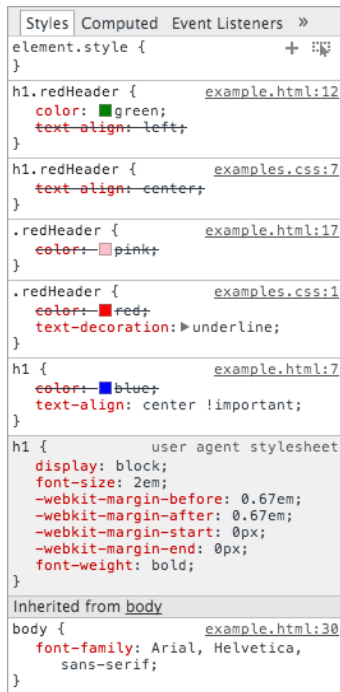 Styles Computed Event Listeners »
element.style {
}
h1.redHeader { example.html:12
color: green;
text-align: left;
}
h1.redHeader { examples.css:7
text-align: center;
}
.redHeader { example.html:17
color: pink;
}
.redHeader { examples.css:1
color: red;
text-decoration: underline;
}
h1 { example.html:7
color: blue;
text-align: center !important;
}
h1 { user agent stylesheet
display: block;
font-size: 2em;
-webkit-margin-before: 0.67em;
-webkit-margin-after: 0.67em;
-webkit-margin-start: 0px;
-webkit-margin-end: 0px;
font-weight: bold;
}
Inherited from body
body { example.html:30
font-family: Arial, Helvetica,
sans-serif;
}